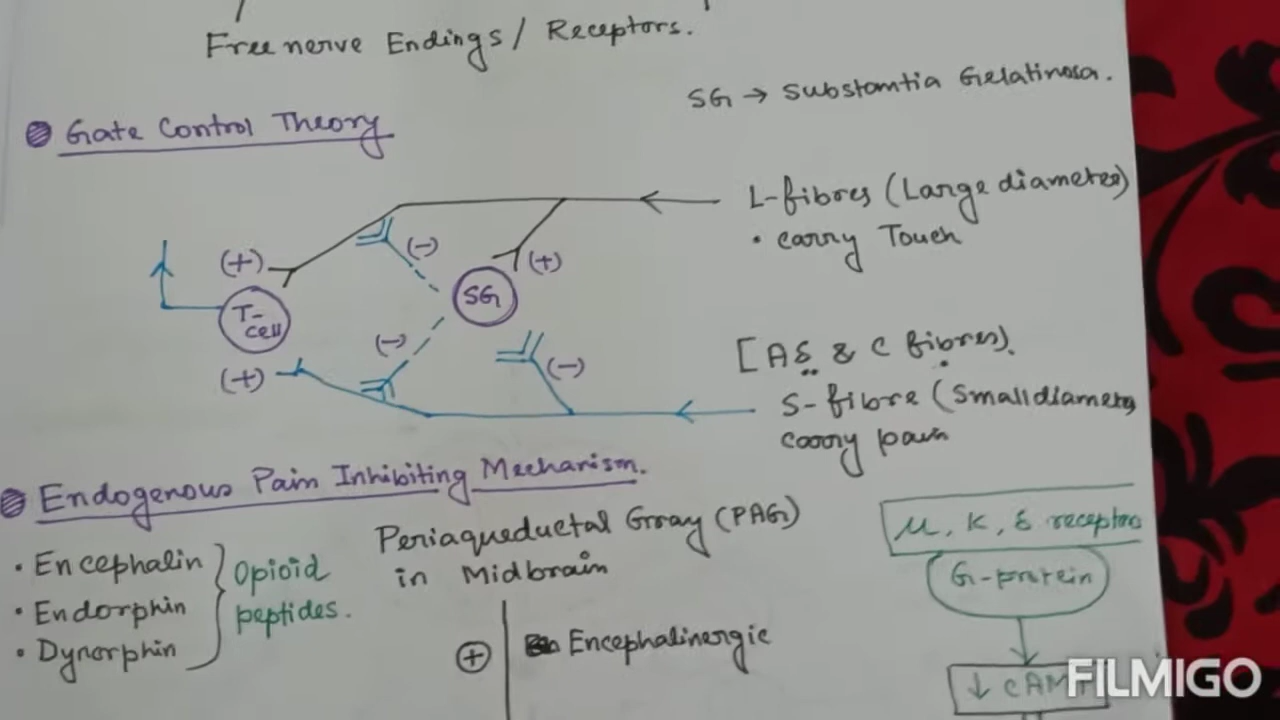 Free nerve Endings / Receptors.
SG → Substantia Gelatinosa.
Gate Control Theory
L-fibres (Large diameter)
• carry Touch
(+)
(-)
(+)
SG
T-cell
(-)
(-)
(+)
[Aδ & C fibres).
S-fibre (Small diameter
carry pain
Endogenous Pain Inhibiting Mechanism.
• Encephalin
• Endorphin
• Dynorphin
Opioid
peptides.
Periaqueductal Gray (PAG)
in Midbrain
+
Encephalinergic
μ, K, δ receptro
G-protein
↓ cAMP
FILMIGO